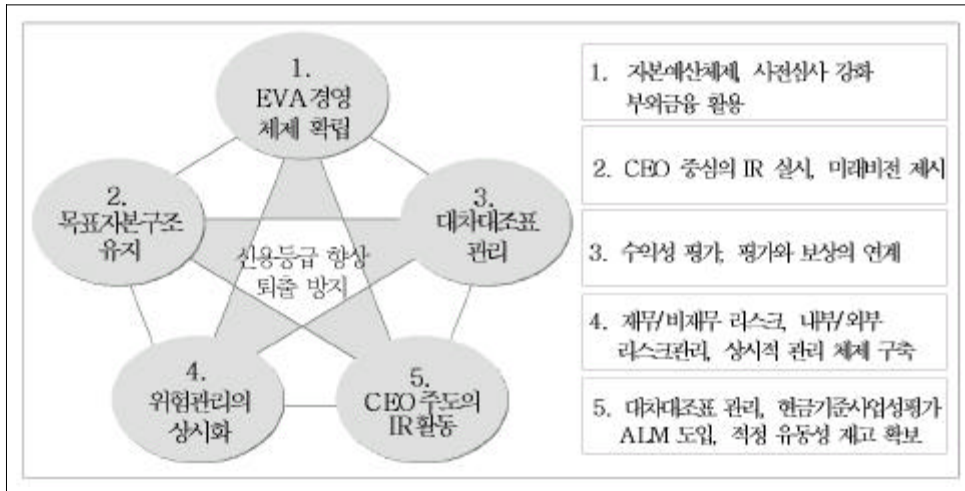 1.
EVA경영
체제 확립
2.
목표자본구조
유지
3.
대차대조표
관리
신용등급 향상
퇴출 방지
4.
위험관리의
상시화
5.
CEO 주도의
IR활동
1. 자본예산체제, 사전심사 강화
부외금융 활용
2. CEO 중심의 IR 실시, 미래비전 제시
3. 수익성 평가, 평가와 보상의 연계
4. 재무/비재무 리스크, 내부/외부
리스크관리, 상시적 관리 체제 구축
5. 대차대조표 관리, 현금기준사업성평가
ALM 도입, 적정 유동성 재고 확보